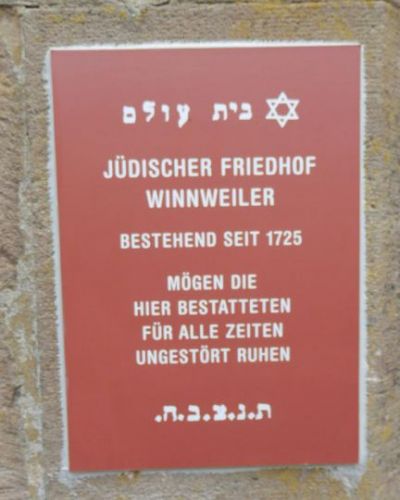 בית עולם
JÜDISCHER FRIEDHOF
WINNWEILER
BESTEHEND SEIT 1725
MÖGEN DIE
HIER BESTATTETEN
FÜR ALLE ZEITEN
UNGESTÖRT RUHEN
ת.נ.צ.ב.ה.